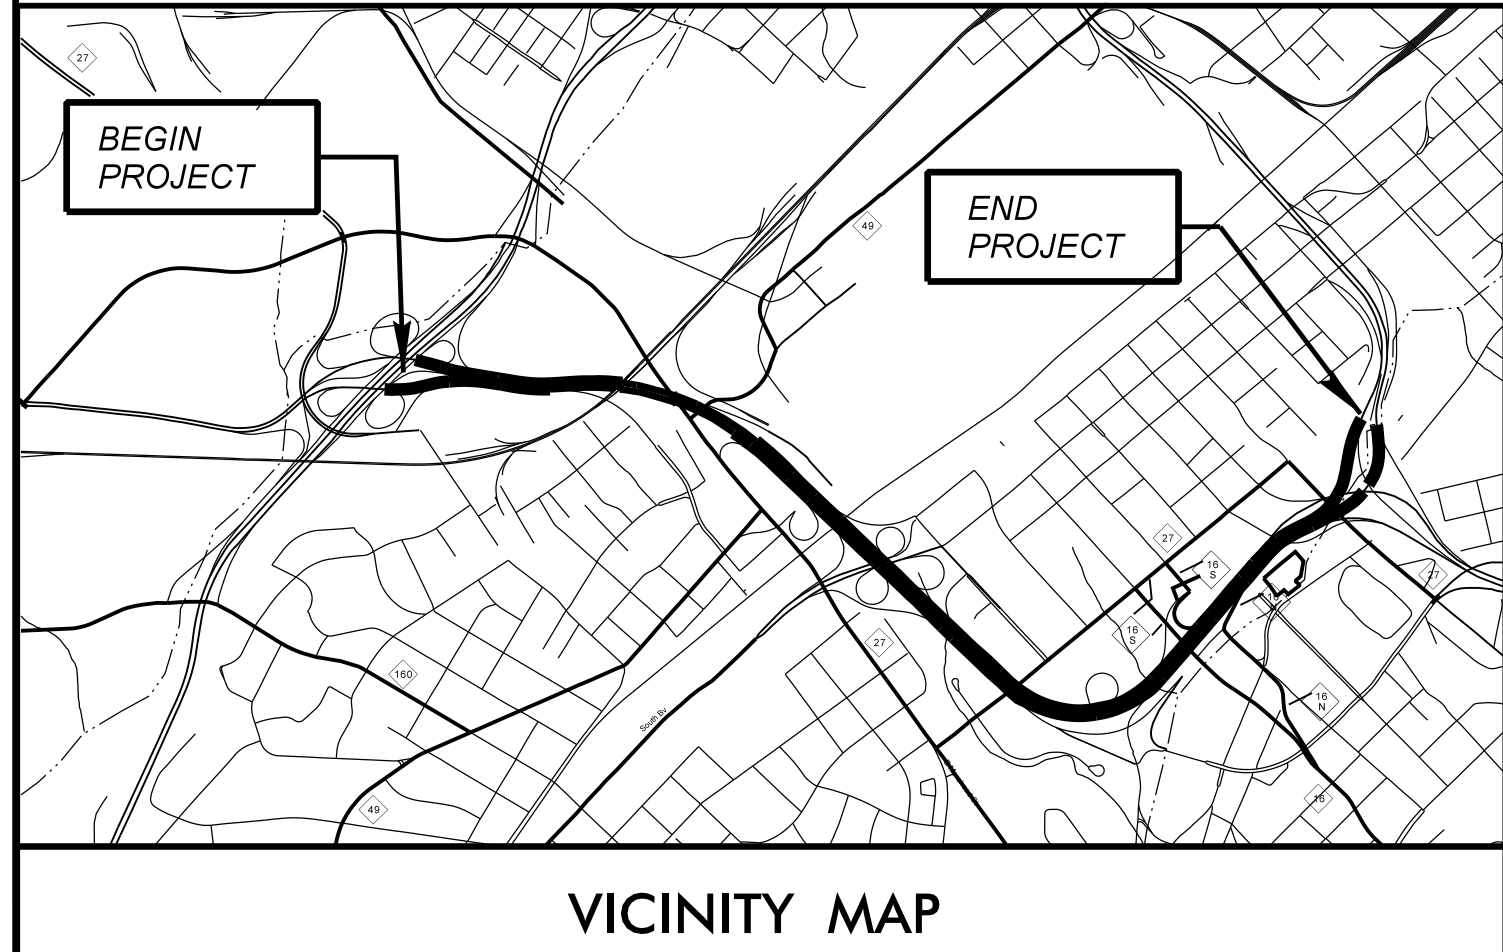 27
BEGIN
PROJECT
END
PROJECT
49
27
16
S
27
16
S
27
160
16
N
South Bv
49
16
VICINITY MAP